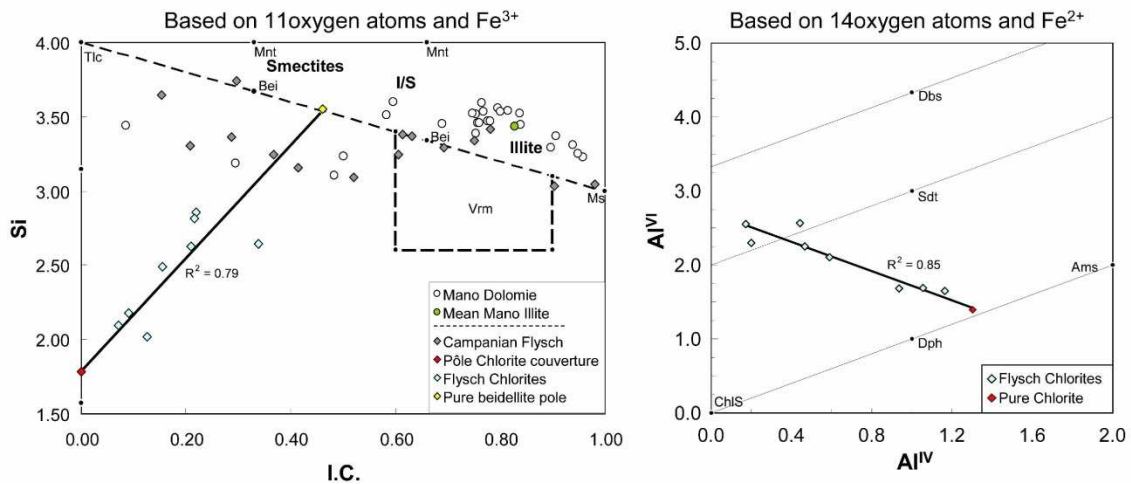 Based on 11oxygen atoms and Fe3+
4.00
3.50
3.00
2.50
2.00
1.50
Si
0.00
0.20
0.40
0.60
0.80
1.00
I.C.
Tlc
Mnt
Mnt
Smectites
Bei
I/S
Bei
Illite
Ms
Vrm
R2 = 0.79
Mano Dolomie
Mean Mano Illite
Campanian Flysch
Pôle Chlorite couverture
Flysch Chlorites
Pure beidellite pole
Based on 14oxygen atoms and Fe2+
5.0
4.0
3.0
2.0
1.0
0.0
AlVI
0.0
0.4
0.8
1.2
1.6
2.0
AlIV
Dbs
Sdt
Ams
R2 = 0.85
Dph
ChlS
Flysch Chlorites
Pure Chlorite